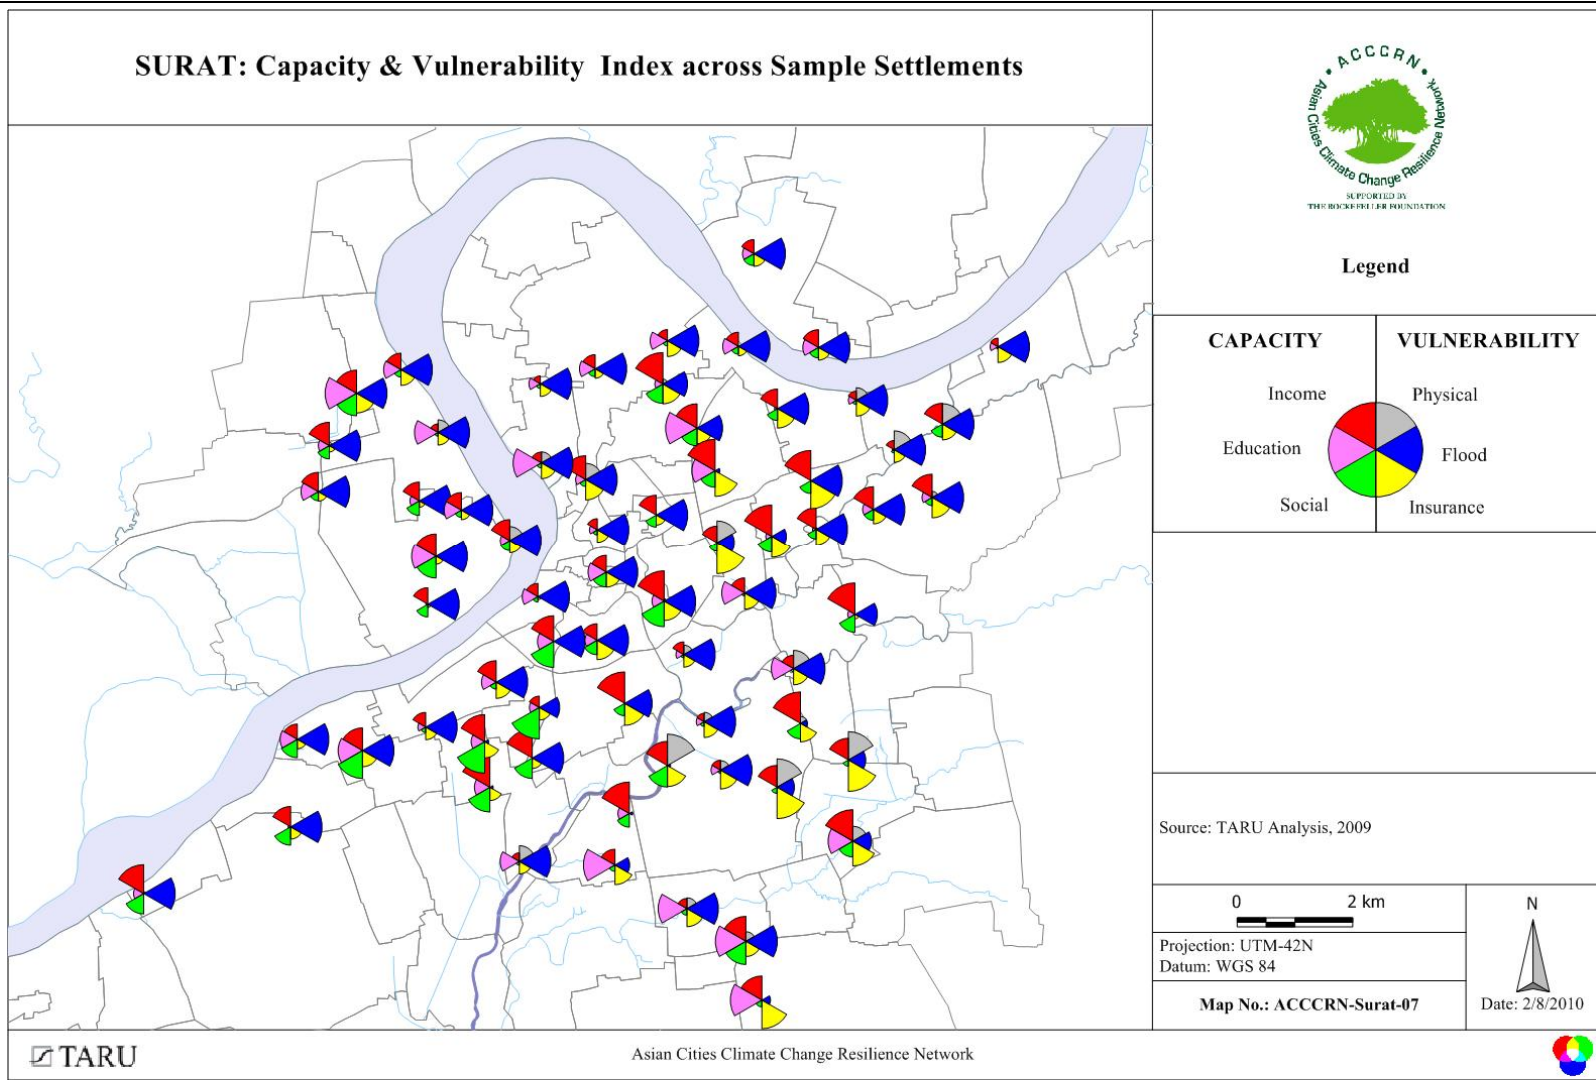 SURAT: Capacity & Vulnerability Index across Sample Settlements
ACCCRN
Asian Cities Climate Change Resilience Network
SUPPORTED BY
THE ROCKEFELLER FOUNDATION
Legend
CAPACITY
VULNERABILITY
Income
Physical
Education
Flood
Social
Insurance
Source: TARU Analysis, 2009
0 2 km
N
Projection: UTM-42N
Datum: WGS 84
Map No.: ACCCRN-Surat-07
Date: 2/8/2010
TARU
Asian Cities Climate Change Resilience Network